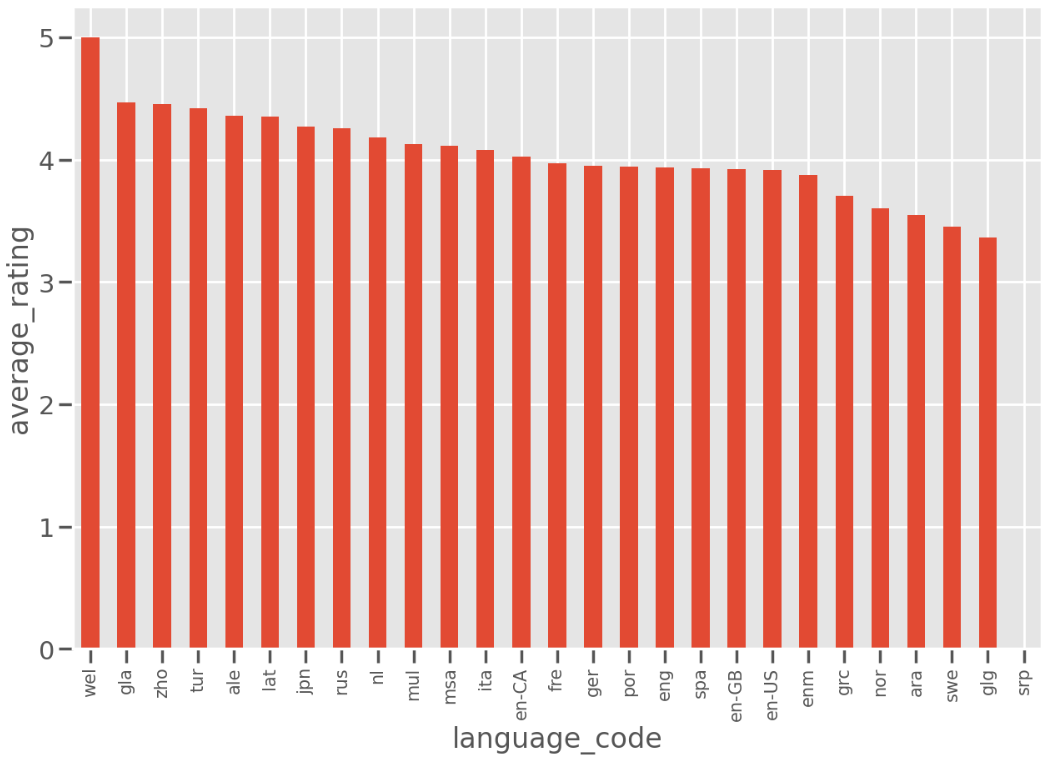 5
4
3
2
1
0
average_rating
wel
gla
zho
tur
ale
lat
jpn
rus
nl
mul
msa
ita
en-CA
fre
ger
por
eng
spa
en-GB
en-US
enm
grc
nor
ara
swe
glg
srp
language_code